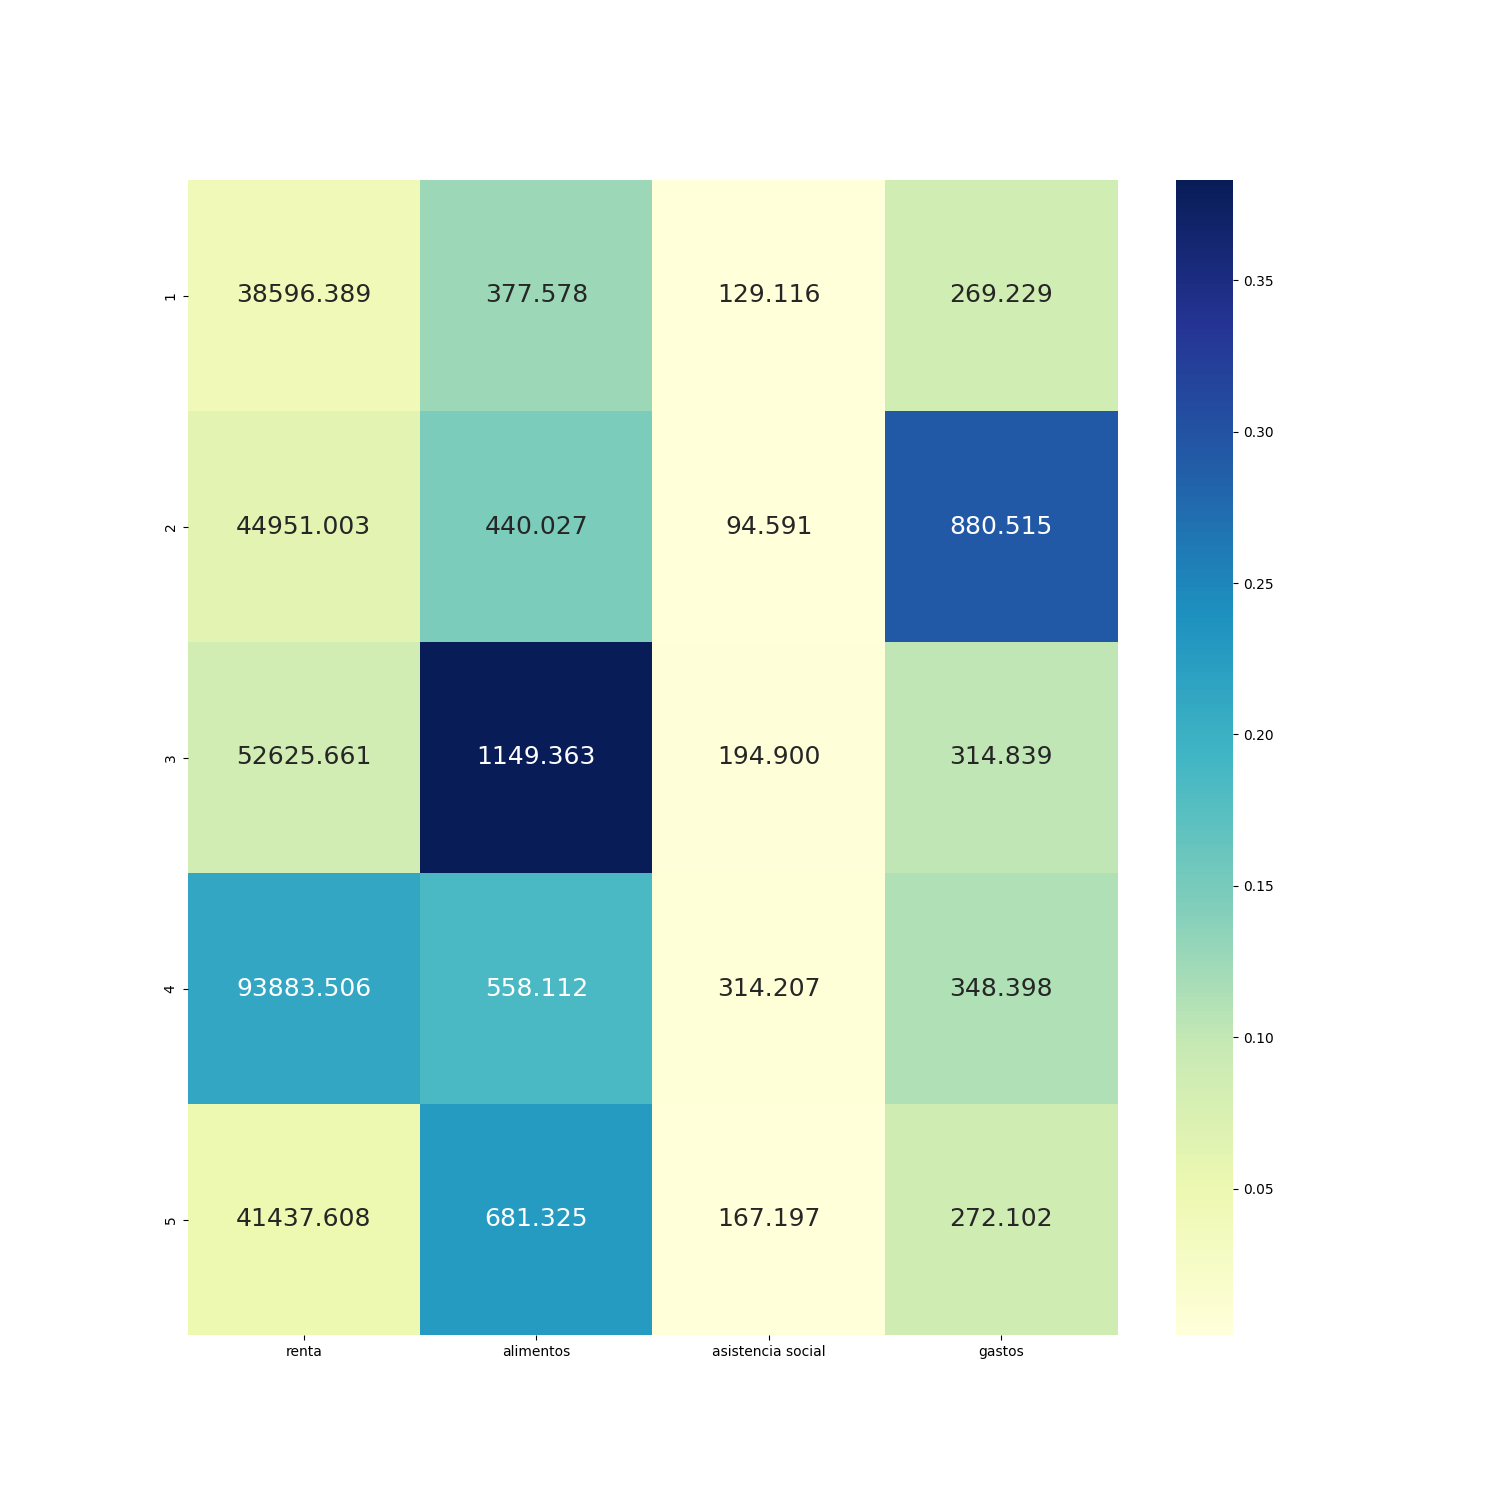 1 38596.389 377.578 129.116 269.229
2 44951.003 440.027 94.591 880.515
3 52625.661 1149.363 194.900 314.839
4 93883.506 558.112 314.207 348.398
5 41437.608 681.325 167.197 272.102
renta alimentos asistencia social gastos
0.35
0.30
0.25
0.20
0.15
0.10
0.05